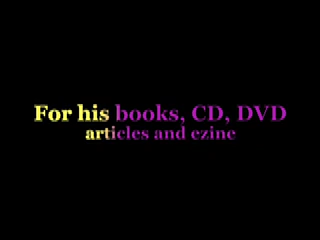 For his books, CD, DVD
articles and ezine